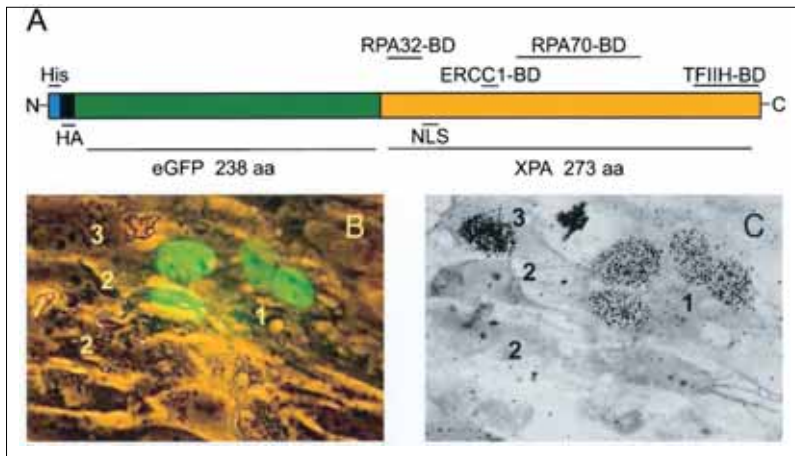 A
RPA32-BD RPA70-BD
His ERCC1-BD TFIIH-BD
N C
HA NLS
eGFP 238 aa XPA 273 aa
B C
3 3
2 2
1 1
2 2